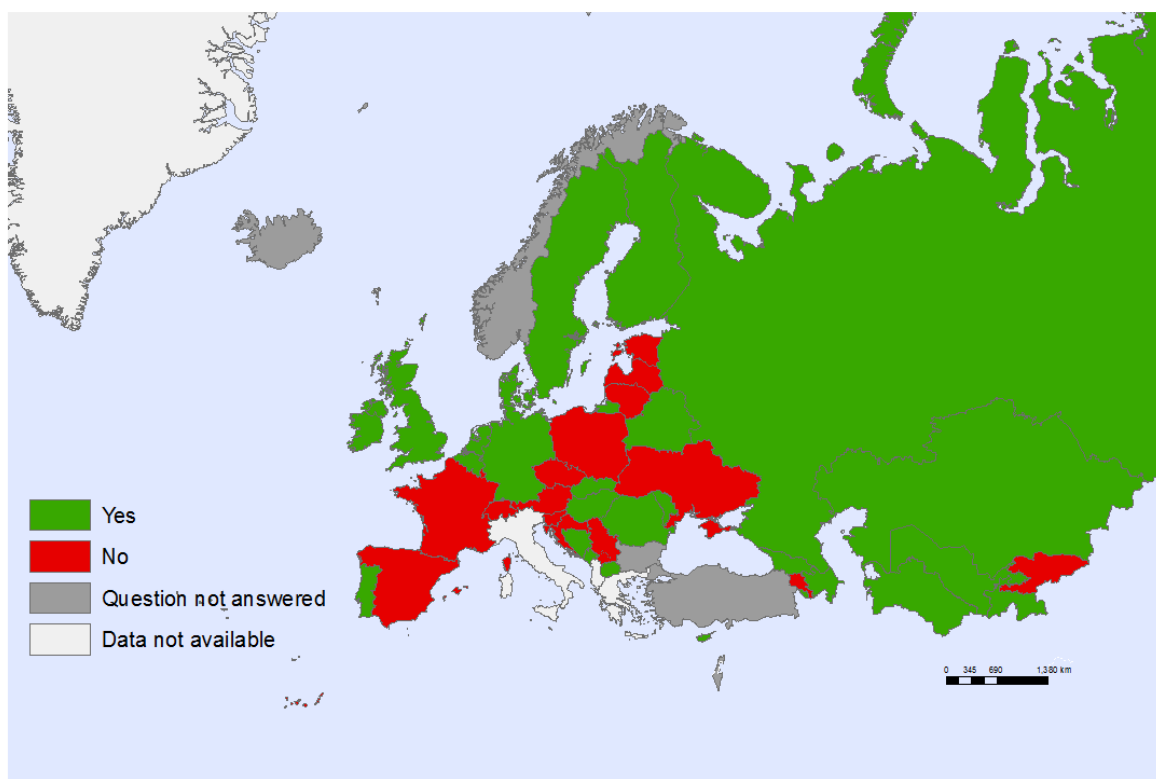 Yes
No
Question not answered
Data not available
0 345 690 1,380 km